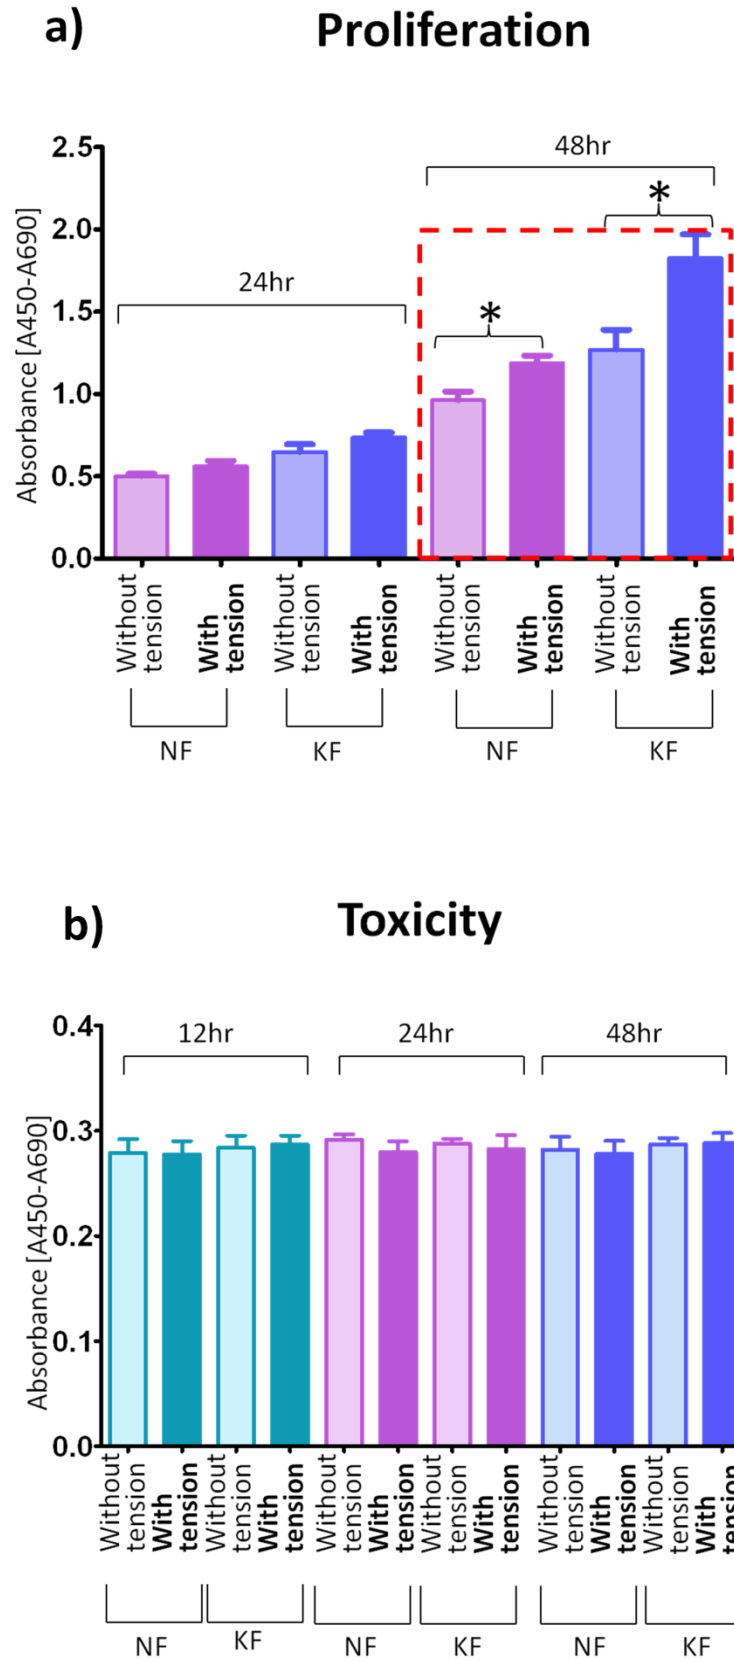 a)
Proliferation
Absorbance [A450-A690]
2.5
2.0
1.5
1.0
0.5
0.0
24hr
48hr
*
*
Without
tension
With
tension
Without
tension
With
tension
Without
tension
With
tension
Without
tension
With
tension
NF
KF
NF
KF
b)
Toxicity
Absorbance [A450-A690]
0.4
0.3
0.2
0.1
0.0
12hr
24hr
48hr
Without
tension
With
tension
Without
tension
With
tension
Without
tension
With
tension
Without
tension
With
tension
Without
tension
With
tension
Without
tension
With
tension
NF
KF
NF
KF
NF
KF